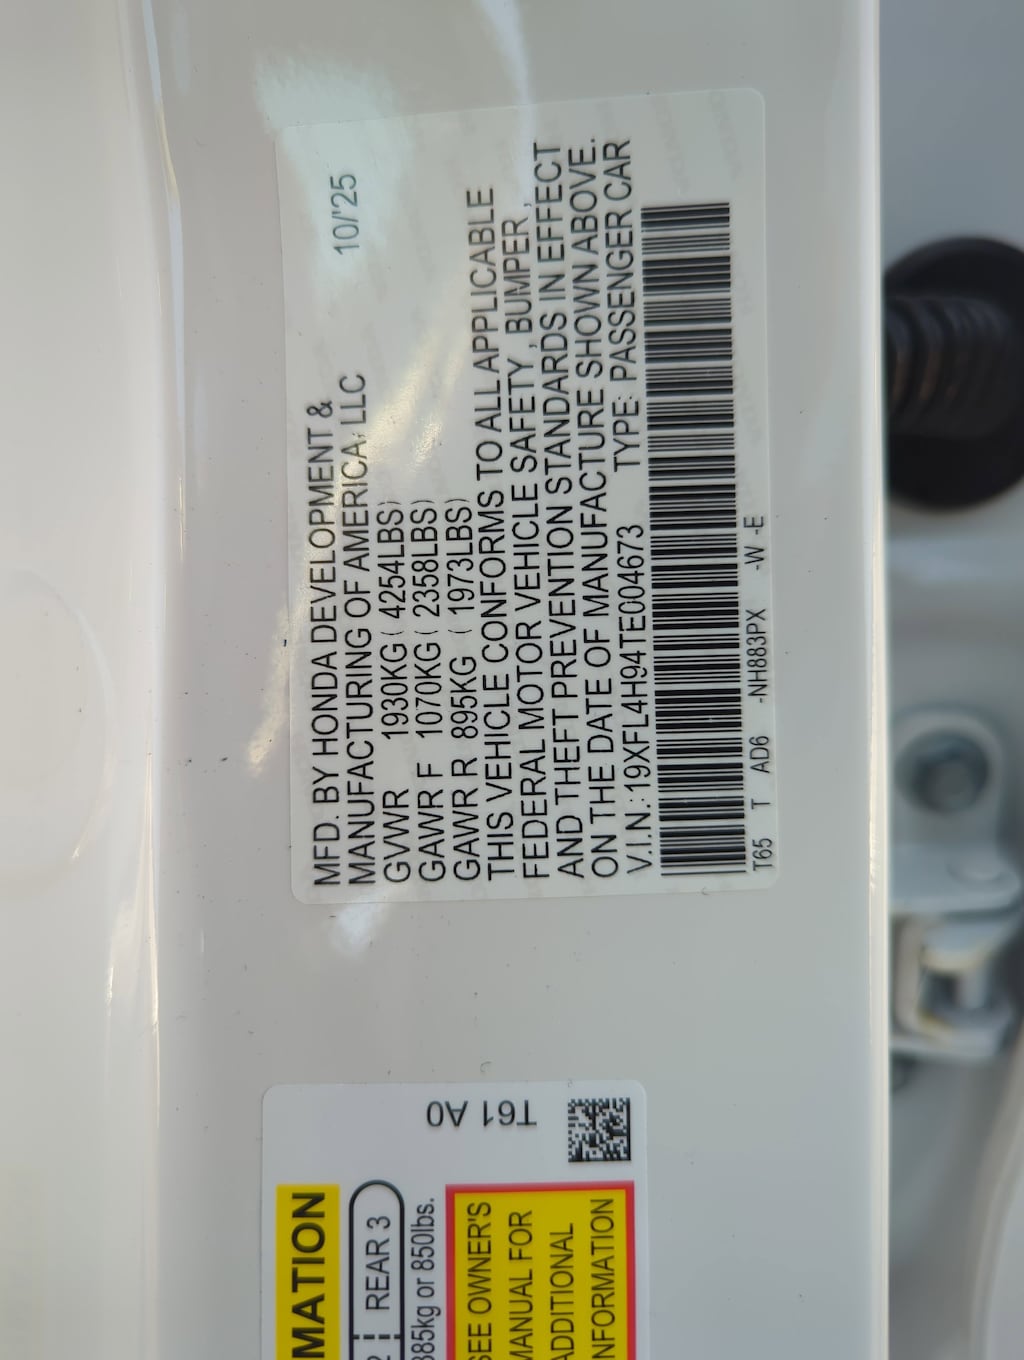 MFD. BY HONDA DEVELOPMENT & 10/'25
MANUFACTURING OF AMERICA, LLC
GVWR 1930KG ( 4254LBS)
GAWR F 1070KG ( 2358LBS)
GAWR R 895KG ( 1973LBS)
THIS VEHICLE CONFORMS TO ALL APPLICABLE
FEDERAL MOTOR VEHICLE SAFETY , BUMPER ,
AND THEFT PREVENTION STANDARDS IN EFFECT
ON THE DATE OF MANUFACTURE SHOWN ABOVE.
V.I.N.:19XFL4H94TE004673 TYPE: PASSENGER CAR
T65 T AD6 -NH883PX -W -E
T61 A0
MATION
REAR 3
385kg or 850lbs.
SEE OWNER'S
MANUAL FOR
ADDITIONAL
INFORMATION